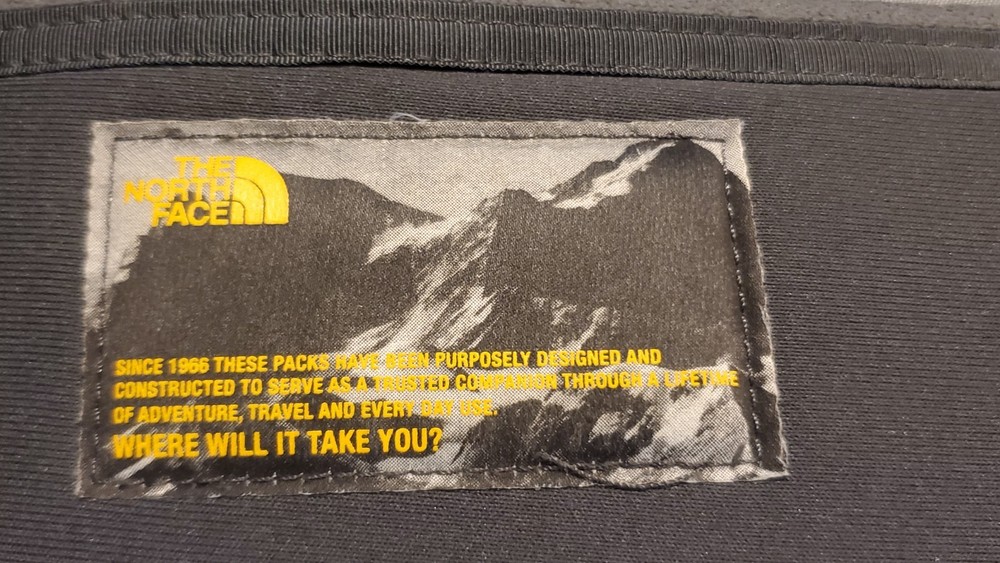 THE
NORTH
FACE
SINCE 1966 THESE PACKS HAVE BEEN PURPOSELY DESIGNED AND
CONSTRUCTED TO SERVE AS A TRUSTED COMPANION THROUGH A LIFETIME
OF ADVENTURE, TRAVEL AND EVERY DAY USE.
WHERE WILL IT TAKE YOU?